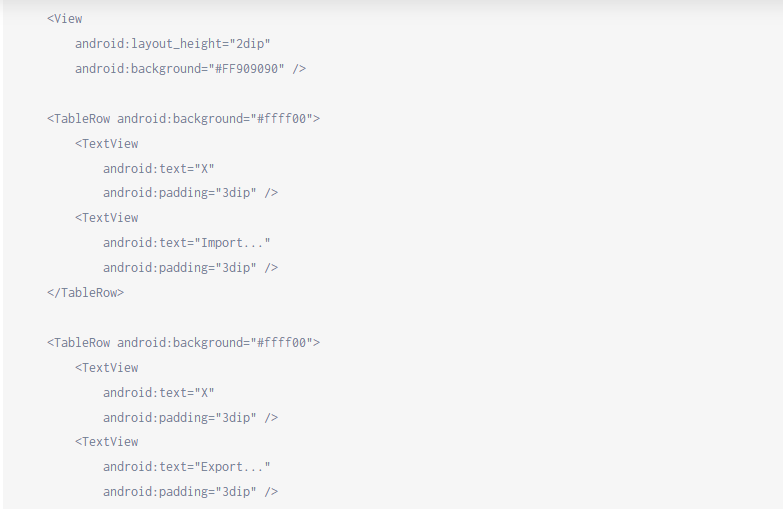 <View
android:layout_height="2dip"
android:background="#FF909090" />
<TableRow android:background="#ffff00">
<TextView
android:text="X"
android:padding="3dip" />
<TextView
android:text="Import..."
android:padding="3dip" />
</TableRow>
<TableRow android:background="#ffff00">
<TextView
android:text="X"
android:padding="3dip" />
<TextView
android:text="Export..."
android:padding="3dip" />